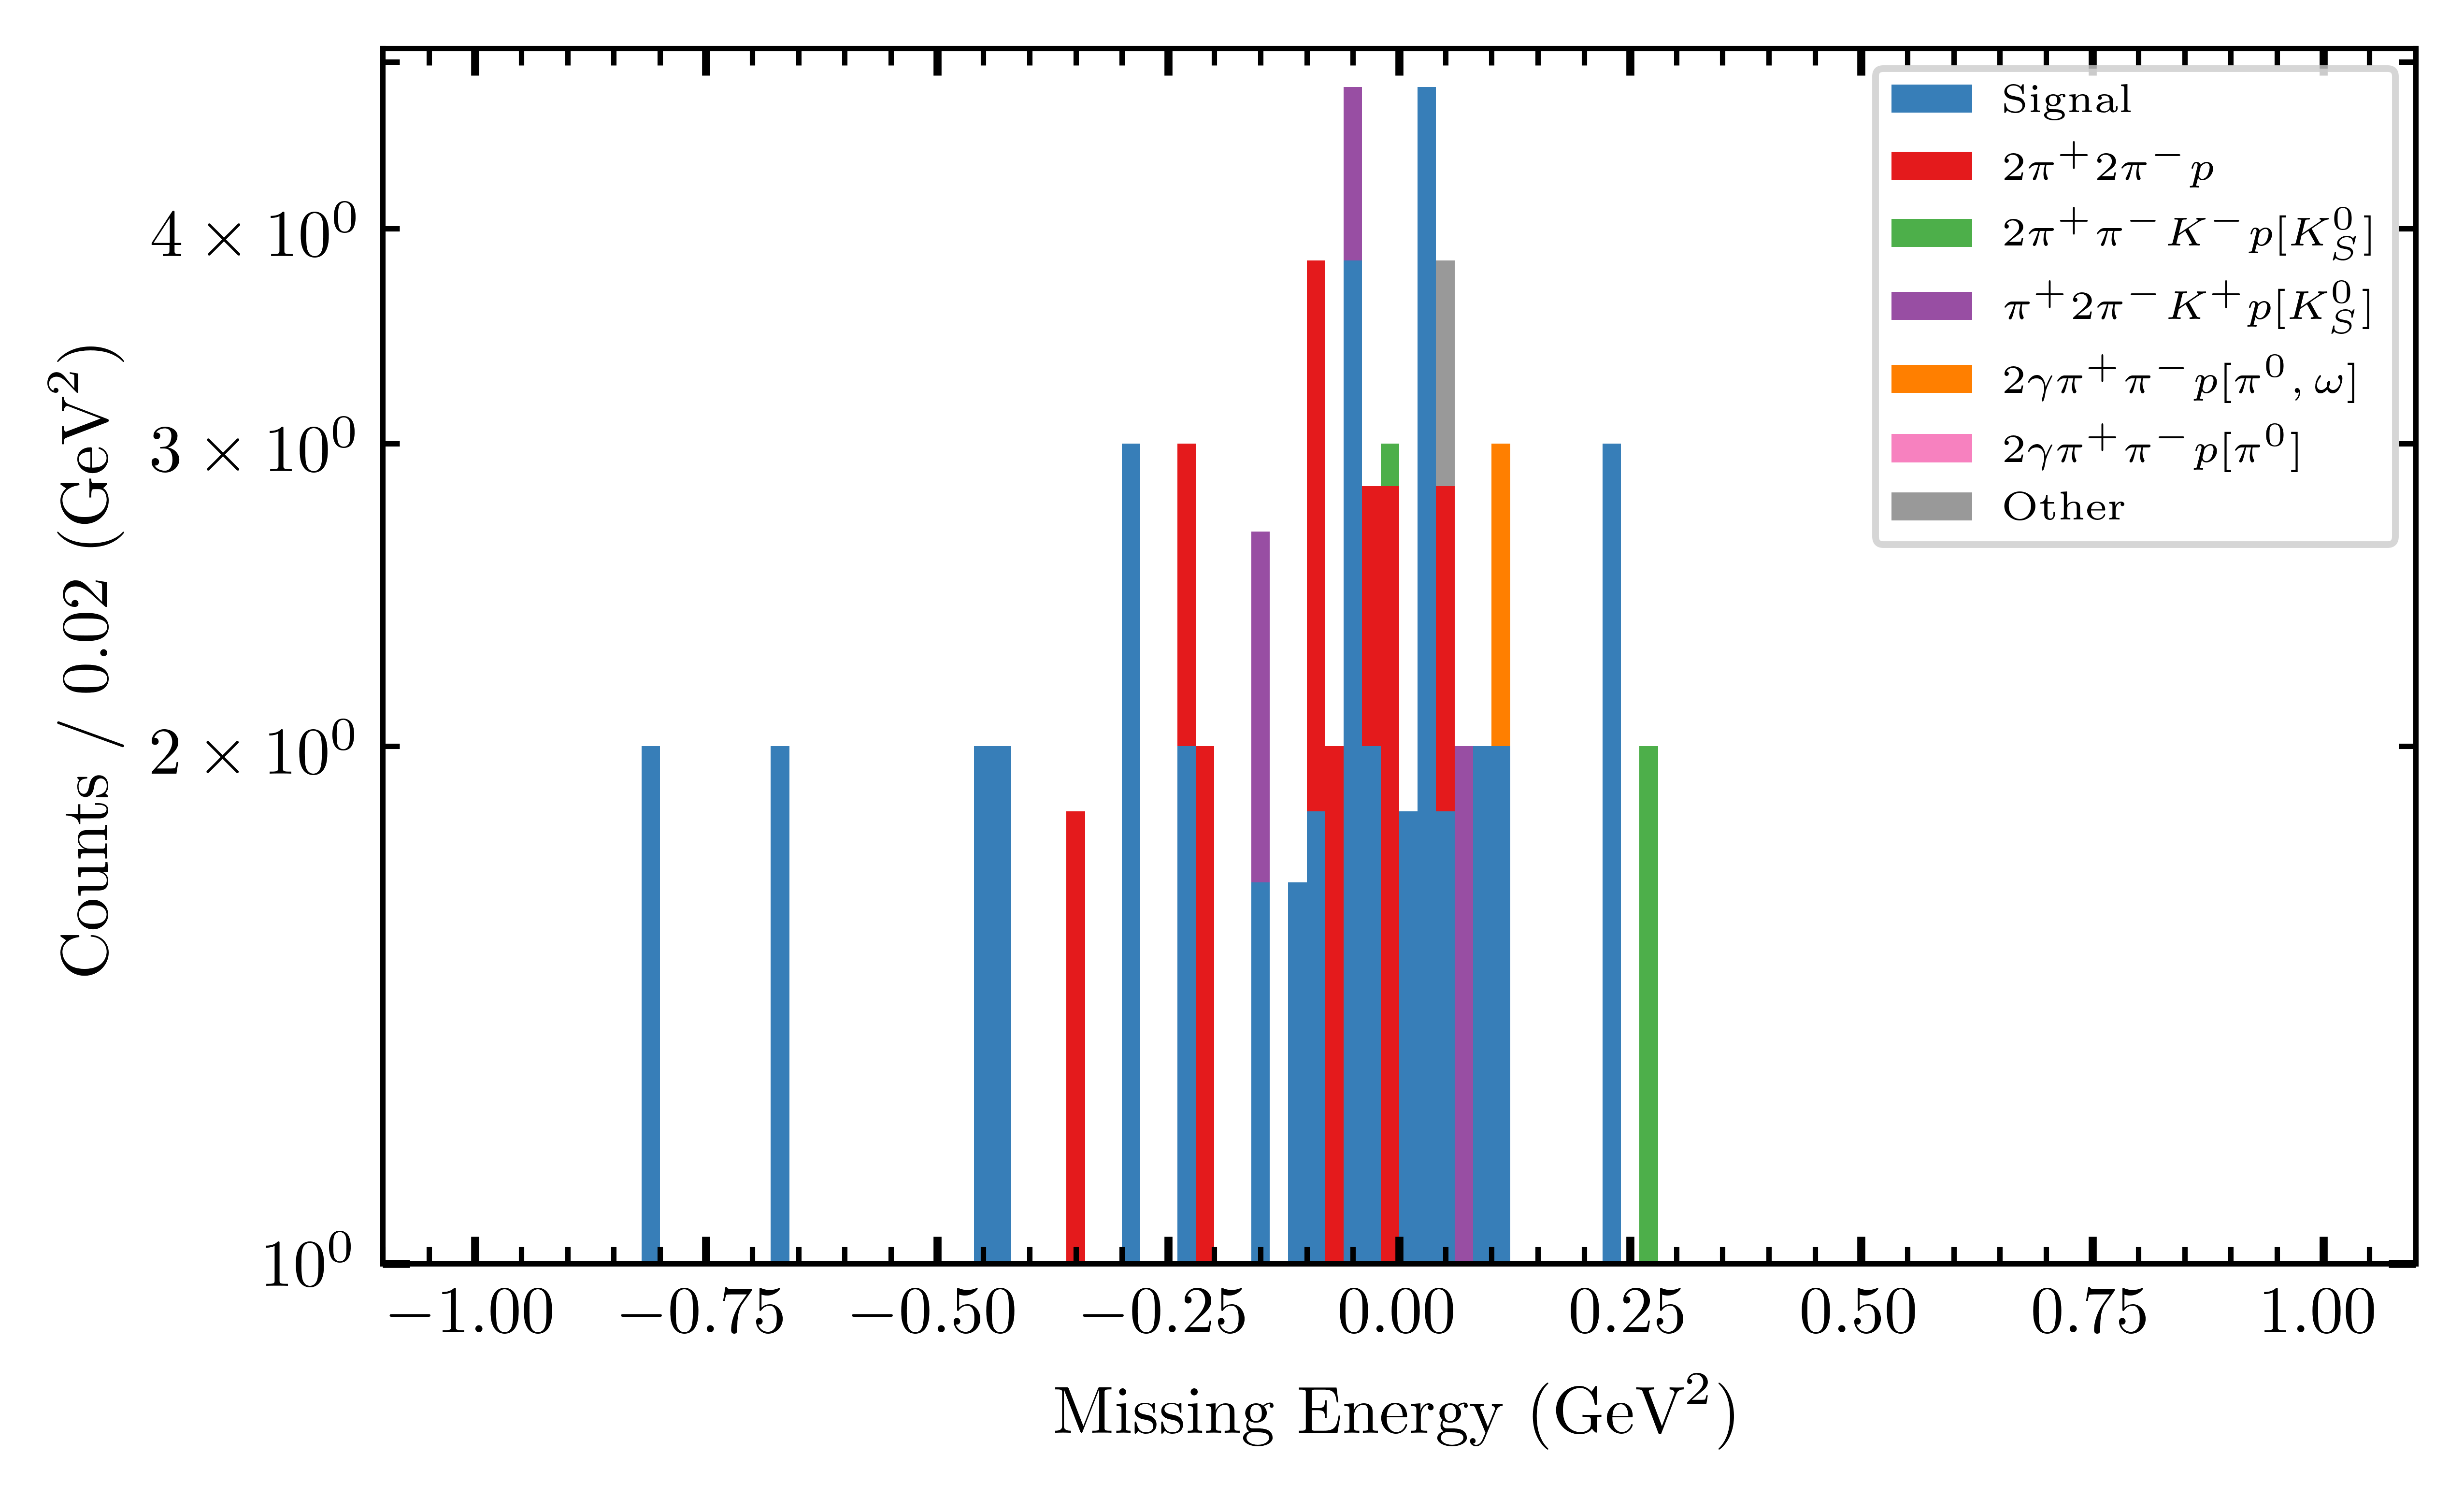 Counts / 0.02 (GeV²)
4 × 10⁰
3 × 10⁰
2 × 10⁰
10⁰
Signal
2π⁺2π⁻p
2π⁺π⁻K⁻p[K⁰_S]
π⁺2π⁻K⁺p[K⁰_S]
2γπ⁺π⁻p[π⁰, ω]
2γπ⁺π⁻p[π⁰]
Other
−1.00 −0.75 −0.50 −0.25 0.00 0.25 0.50 0.75 1.00
Missing Energy (GeV²)